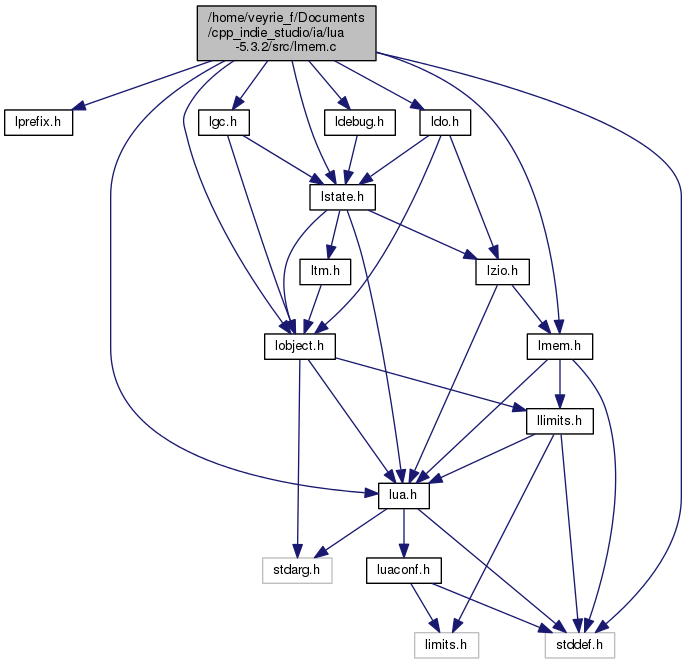 /home/veyrie_f/Documents
/cpp_indie_studio/ia/lua
-5.3.2/src/lmem.c
lprefix.h
lgc.h
ldebug.h
ldo.h
lstate.h
ltm.h
lzio.h
lobject.h
lmem.h
llimits.h
lua.h
stdarg.h
luaconf.h
limits.h
stddef.h